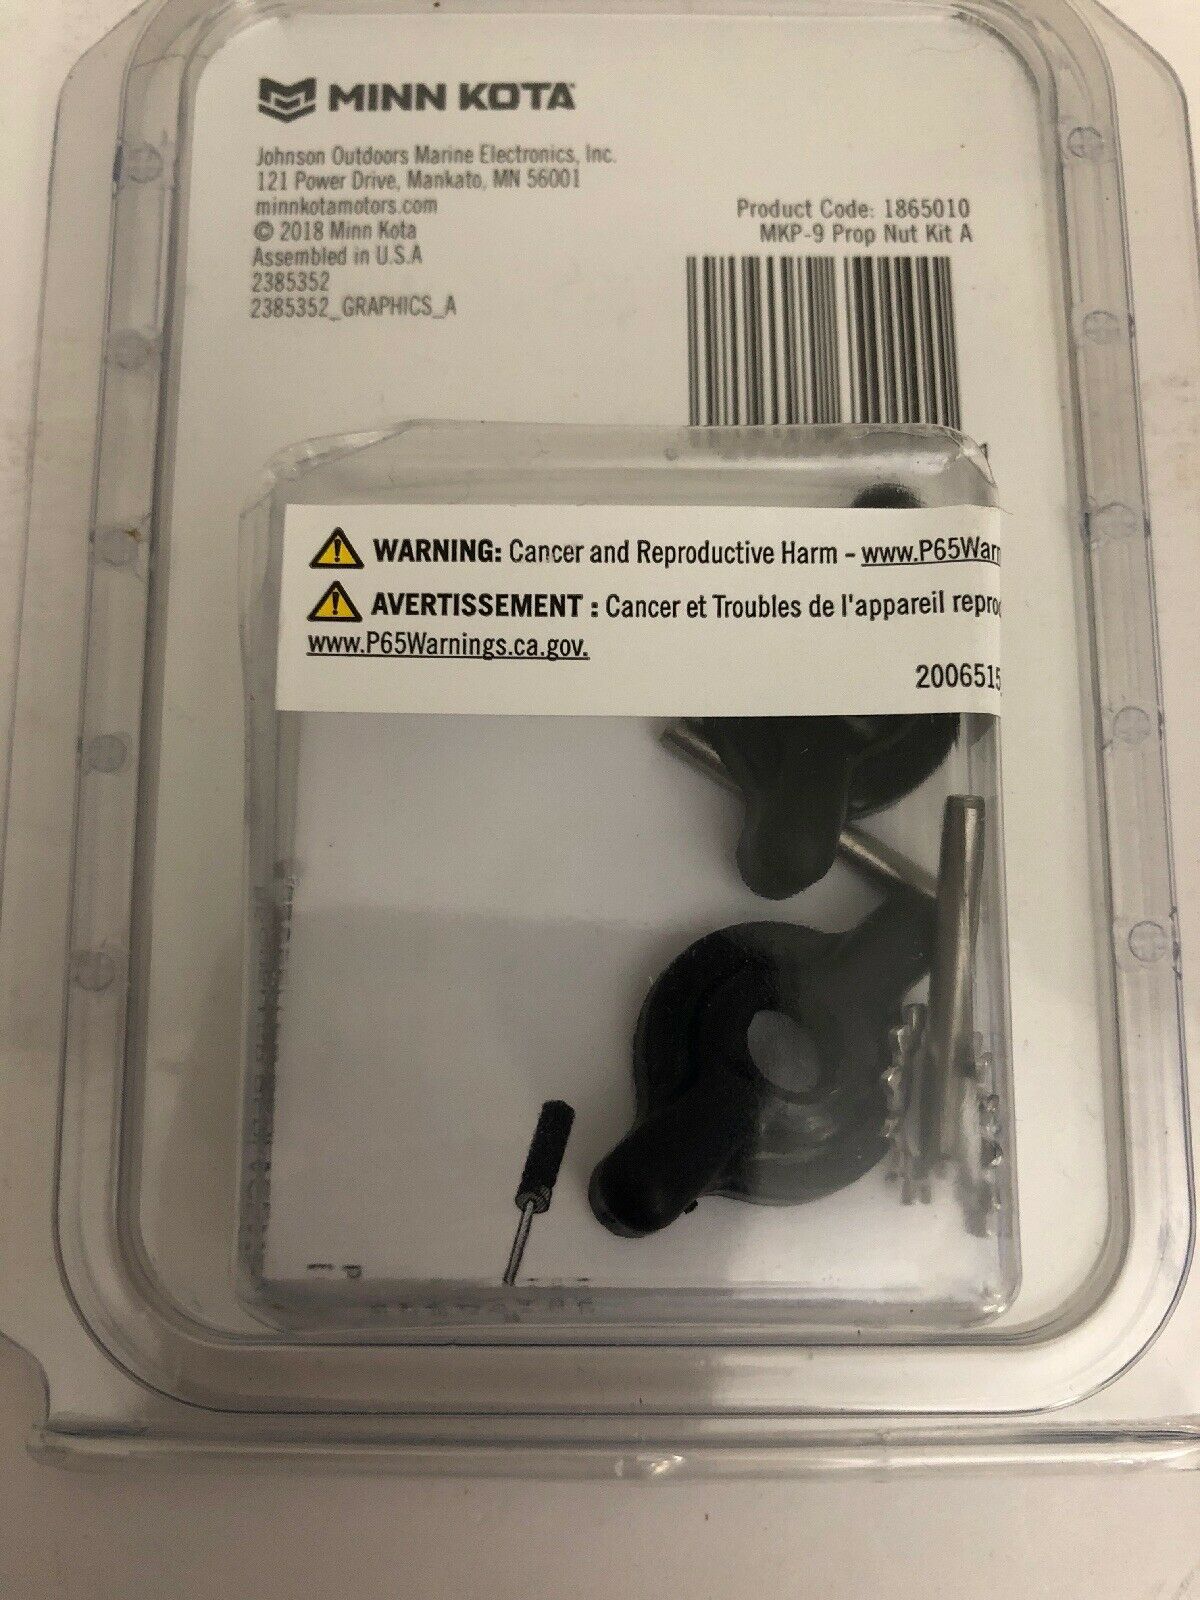 MINN KOTA
Johnson Outdoors Marine Electronics, Inc.
121 Power Drive, Mankato, MN 56001
minnkotamotors.com
© 2018 Minn Kota
Assembled in U.S.A
2385352
2385352_GRAPHICS_A
Product Code: 1865010
MKP-9 Prop Nut Kit A
WARNING: Cancer and Reproductive Harm - www.P65Warn
AVERTISSEMENT : Cancer et Troubles de l'appareil repro
www.P65Warnings.ca.gov.
2006515